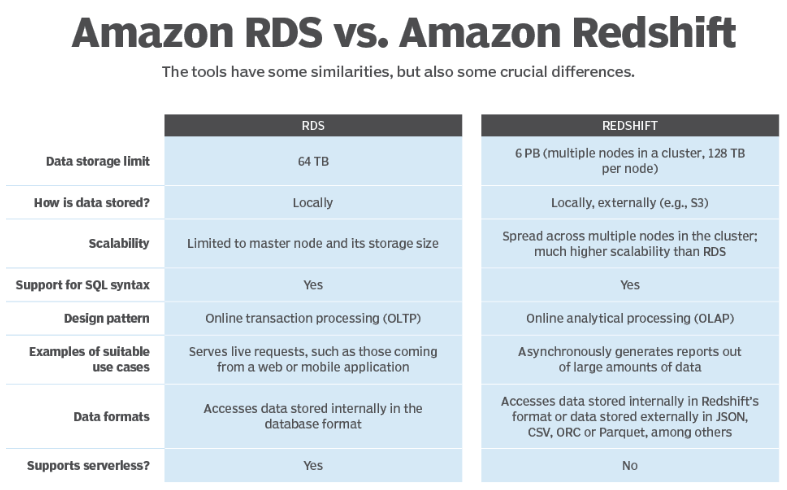 Amazon RDS vs. Amazon Redshift
The tools have some similarities, but also some crucial differences.
RDS
REDSHIFT
Data storage limit
64 TB
6 PB (multiple nodes in a cluster, 128 TB
per node)
How is data stored?
Locally
Locally, externally (e.g., S3)
Scalability
Limited to master node and its storage size
Spread across multiple nodes in the cluster;
much higher scalability than RDS
Support for SQL syntax
Yes
Yes
Design pattern
Online transaction processing (OLTP)
Online analytical processing (OLAP)
Examples of suitable
use cases
Serves live requests, such as those coming
from a web or mobile application
Asynchronously generates reports out
of large amounts of data
Data formats
Accesses data stored internally in the
database format
Accesses data stored internally in Redshift's
format or data stored externally in JSON,
CSV, ORC or Parquet, among others
Supports serverless?
Yes
No